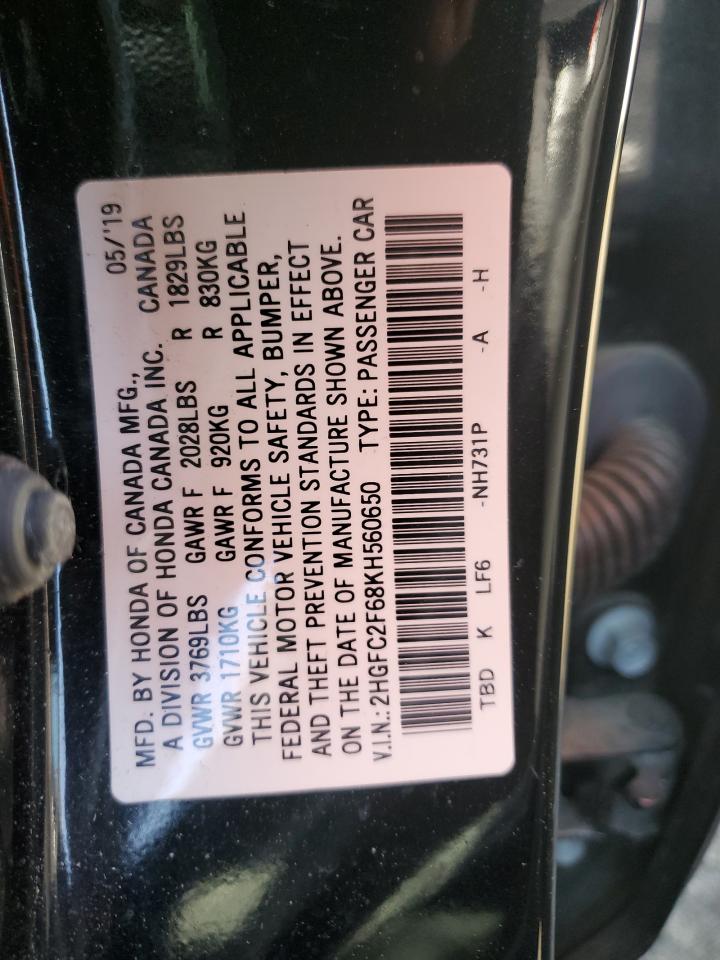 MFD. BY HONDA OF CANADA MFG., 05/'19
A DIVISION OF HONDA CANADA INC. CANADA
GVWR 3769LBS GAWR F 2028LBS R 1829LBS
GVWR 1710KG GAWR F 920KG R 830KG
THIS VEHICLE CONFORMS TO ALL APPLICABLE
FEDERAL MOTOR VEHICLE SAFETY, BUMPER,
AND THEFT PREVENTION STANDARDS IN EFFECT
ON THE DATE OF MANUFACTURE SHOWN ABOVE.
V.I.N.: 2HGFC2F68KH560650 TYPE: PASSENGER CAR
TBD K LF6 -NH731P -A -H